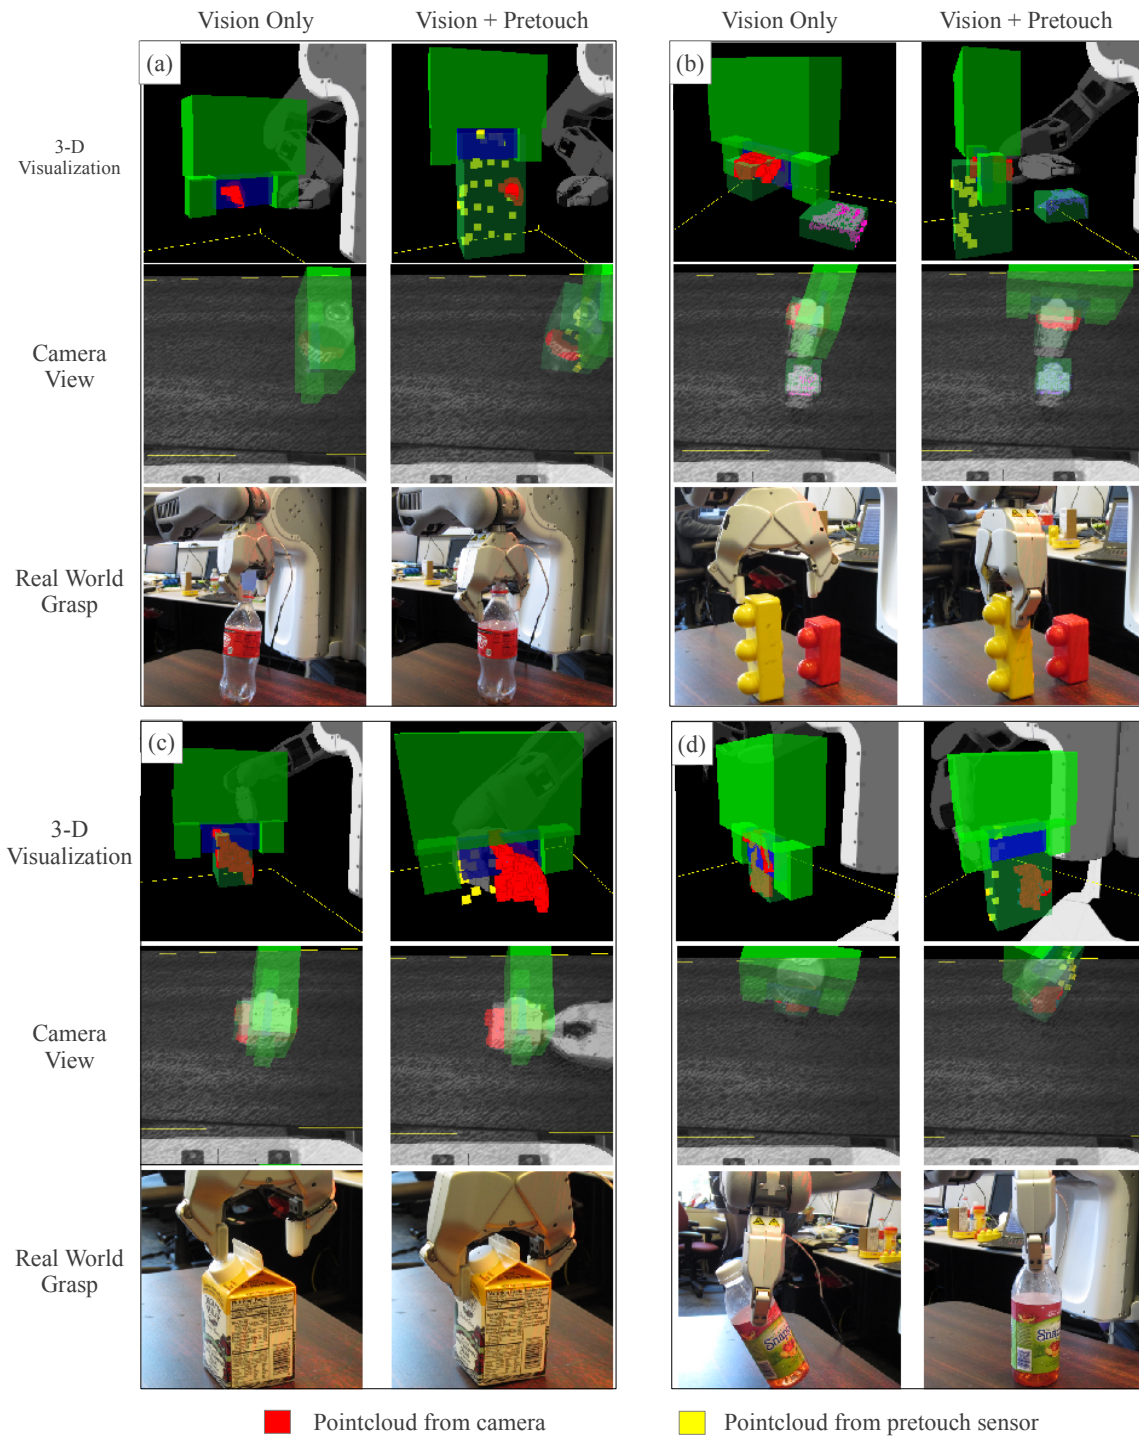 Vision Only
Vision + Pretouch
Vision Only
Vision + Pretouch
(a)
(b)
3-D
Visualization
Camera
View
Real World
Grasp
(c)
(d)
3-D
Visualization
Camera
View
Real World
Grasp
Snapple
Pointcloud from camera
Pointcloud from pretouch sensor